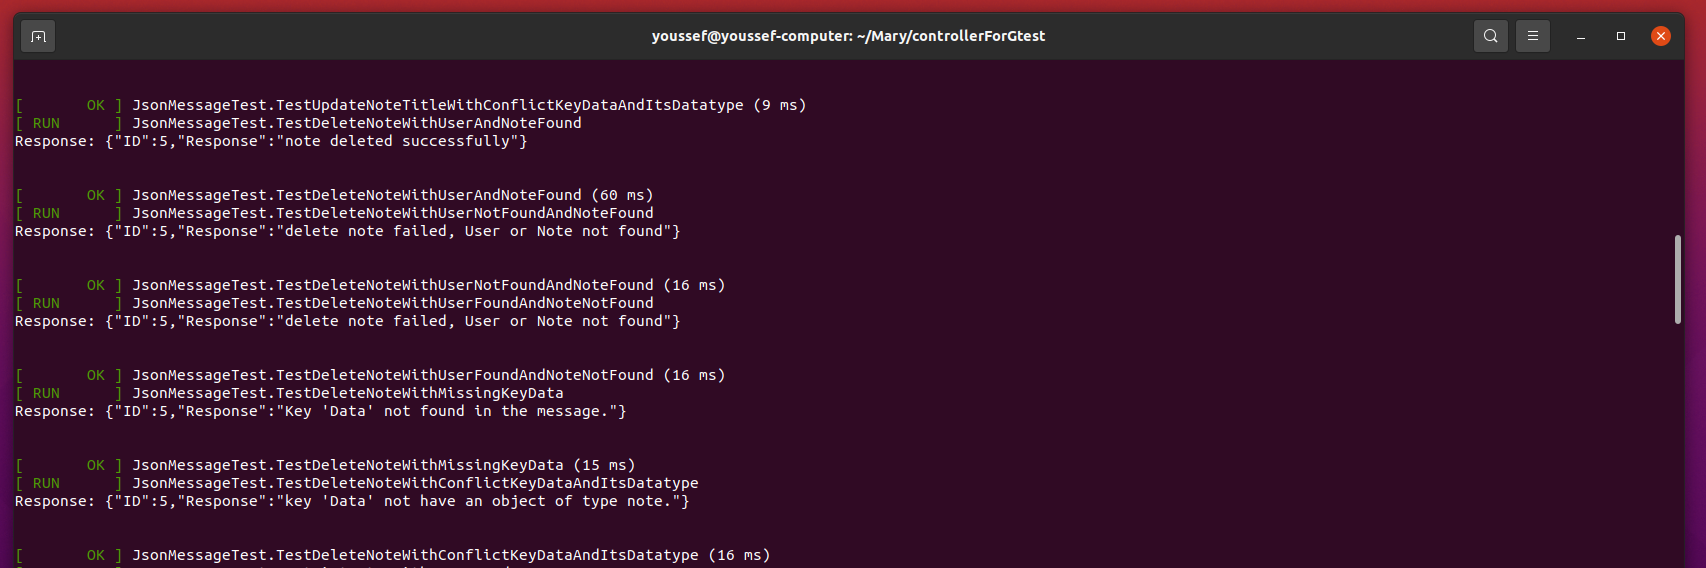 youssef@youssef-computer: ~/Mary/controllerForGtest
[       OK ] JsonMessageTest.TestUpdateNoteTitleWithConflictKeyDataAndItsDatatype (9 ms)
[ RUN      ] JsonMessageTest.TestDeleteNoteWithUserAndNoteFound
Response: {"ID":5,"Response":"note deleted successfully"}
[       OK ] JsonMessageTest.TestDeleteNoteWithUserAndNoteFound (60 ms)
[ RUN      ] JsonMessageTest.TestDeleteNoteWithUserNotFoundAndNoteFound
Response: {"ID":5,"Response":"delete note failed, User or Note not found"}
[       OK ] JsonMessageTest.TestDeleteNoteWithUserNotFoundAndNoteFound (16 ms)
[ RUN      ] JsonMessageTest.TestDeleteNoteWithUserFoundAndNoteNotFound
Response: {"ID":5,"Response":"delete note failed, User or Note not found"}
[       OK ] JsonMessageTest.TestDeleteNoteWithUserFoundAndNoteNotFound (16 ms)
[ RUN      ] JsonMessageTest.TestDeleteNoteWithMissingKeyData
Response: {"ID":5,"Response":"Key 'Data' not found in the message."}
[       OK ] JsonMessageTest.TestDeleteNoteWithMissingKeyData (15 ms)
[ RUN      ] JsonMessageTest.TestDeleteNoteWithConflictKeyDataAndItsDatatype
Response: {"ID":5,"Response":"key 'Data' not have an object of type note."}
[       OK ] JsonMessageTest.TestDeleteNoteWithConflictKeyDataAndItsDatatype (16 ms)